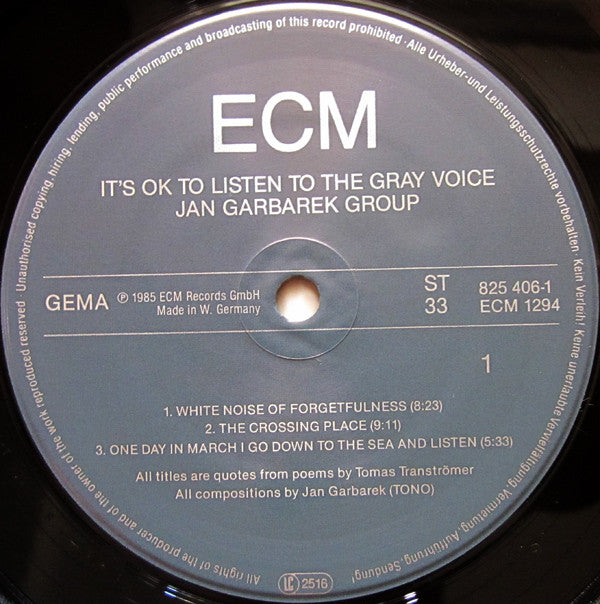 ECM
IT'S OK TO LISTEN TO THE GRAY VOICE
JAN GARBAREK GROUP
GEMA
℗ 1985 ECM Records GmbH
Made in W. Germany
ST
33
825 406-1
ECM 1294
1
1. WHITE NOISE OF FORGETFULNESS (8:23)
2. THE CROSSING PLACE (9:11)
3. ONE DAY IN MARCH I GO DOWN TO THE SEA AND LISTEN (5:33)
All titles are quotes from poems by Tomas Tranströmer
All compositions by Jan Garbarek (TONO)
LC 2516
All rights of the producer and of the owner of the work reproduced reserved · Unauthorised copying, hiring, lending, public performance and broadcasting of this record prohibited · Alle Urheber-und Leistungsschutzrechte vorbehalten · Kein Verleih! Keine unerlaubte Vervielfältigung, Vermietung, Aufführung, Sendung!